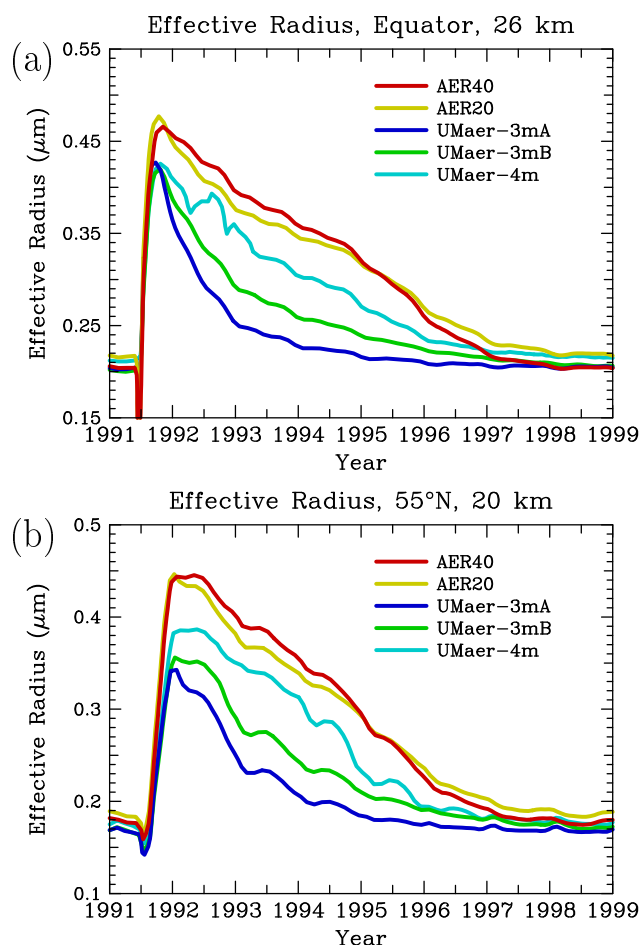 Effective Radius, Equator, 26 km
(a)
0.55
0.45
0.35
0.25
0.15
Effective Radius (μm)
AER40
AER20
UMaer-3mA
UMaer-3mB
UMaer-4m
1991 1992 1993 1994 1995 1996 1997 1998 1999
Year
Effective Radius, 55°N, 20 km
(b)
0.5
0.4
0.3
0.2
0.1
Effective Radius (μm)
AER40
AER20
UMaer-3mA
UMaer-3mB
UMaer-4m
1991 1992 1993 1994 1995 1996 1997 1998 1999
Year